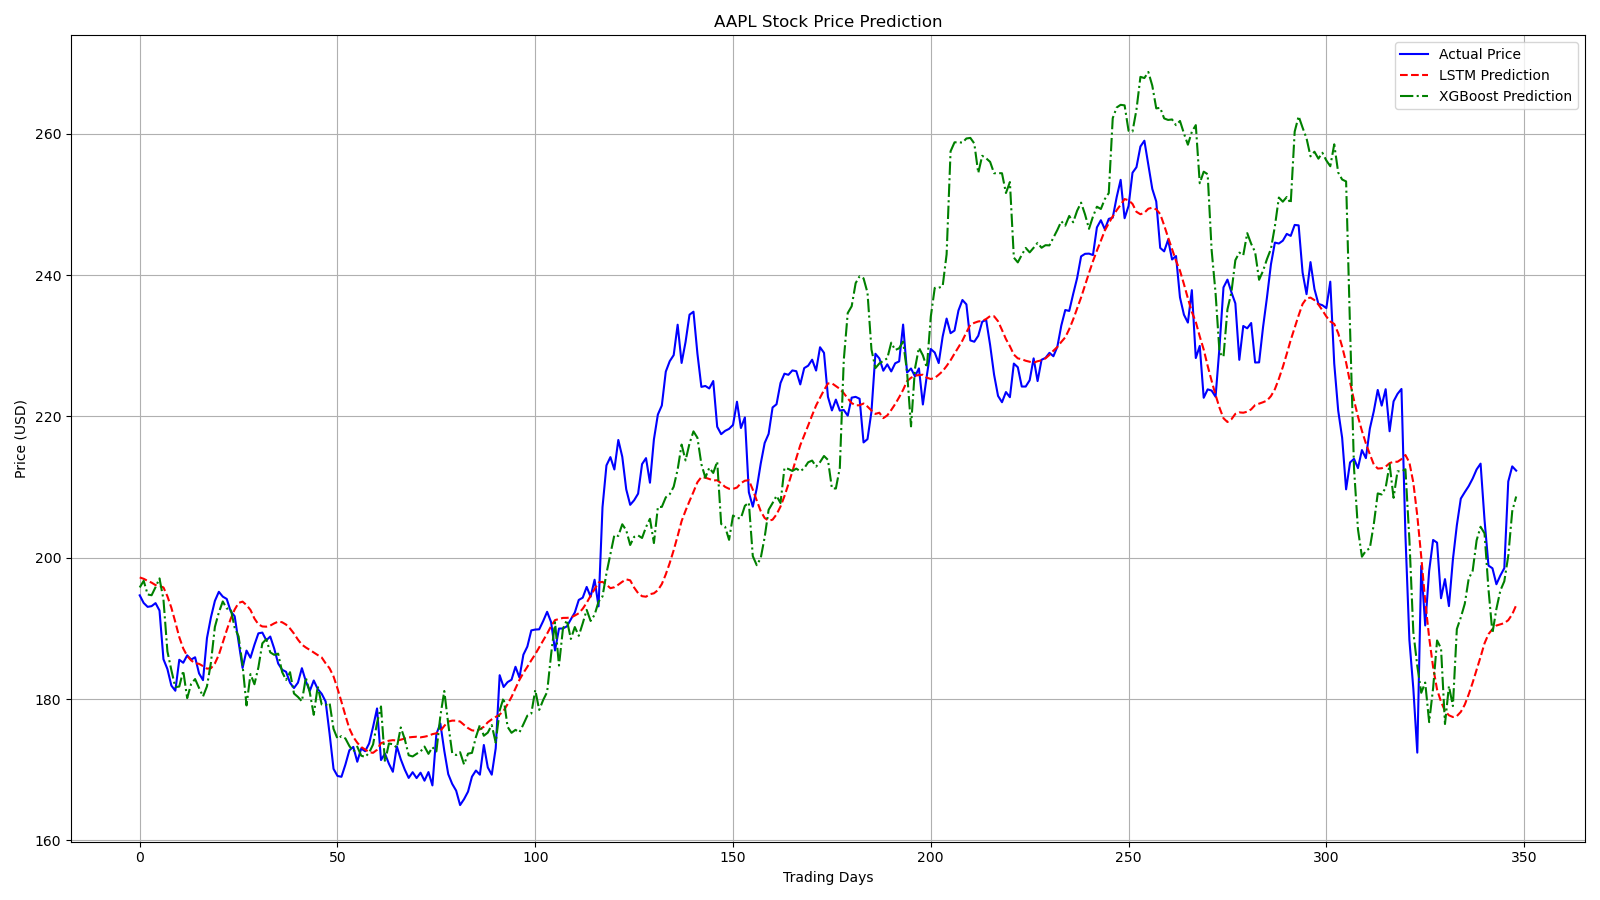 AAPL Stock Price Prediction
Actual Price
LSTM Prediction
XGBoost Prediction
Price (USD)
260
240
220
200
180
160
0 50 100 150 200 250 300 350
Trading Days